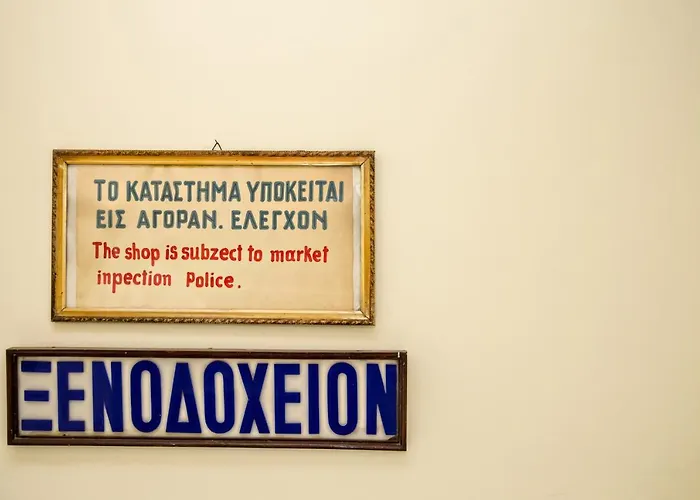 ΤΟ ΚΑΤΑΣΤΗΜΑ ΥΠΟΚΕΙΤΑΙ
ΕΙΣ ΑΓΟΡΑΝ. ΕΛΕΓΧΟΝ
The shop is subzect to market
inpection Police.
ΞΕΝΟΔΟΧΕΙΟΝ